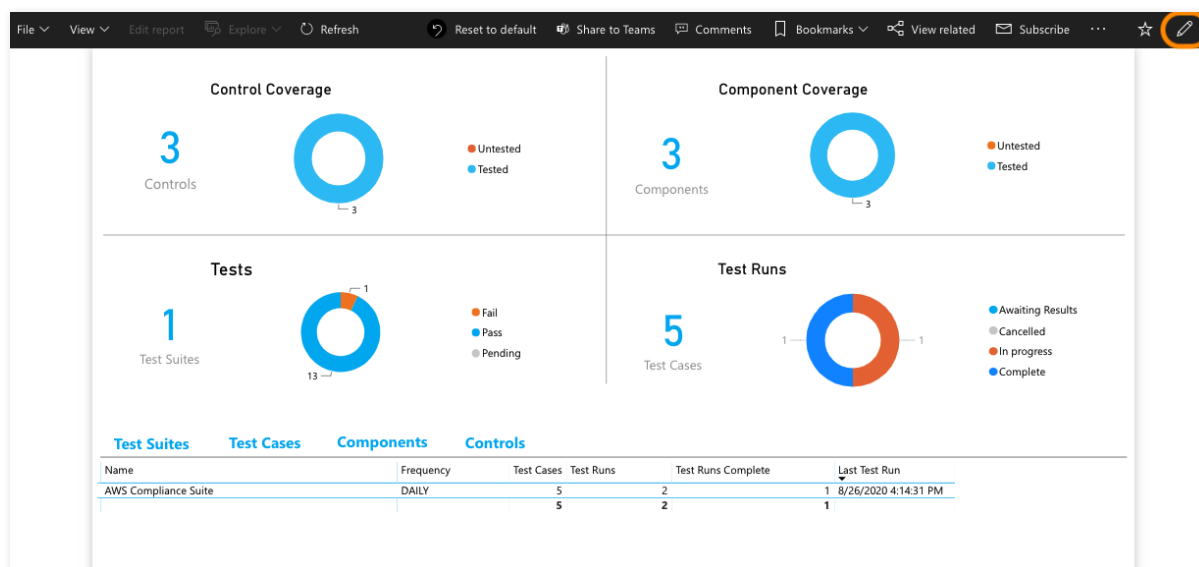 File View Edit report Explore Refresh Reset to default Share to Teams Comments Bookmarks View related Subscribe ...
Control Coverage
3
Controls
3
Untested
Tested
Component Coverage
3
Components
3
Untested
Tested
Tests
1
Test Suites
1
13
Fail
Pass
Pending
Test Runs
5
Test Cases
1
1
Awaiting Results
Cancelled
In progress
Complete
Test Suites Test Cases Components Controls
Name Frequency Test Cases Test Runs Test Runs Complete Last Test Run
AWS Compliance Suite DAILY 5 2 1 8/26/2020 4:14:31 PM
5 2 1